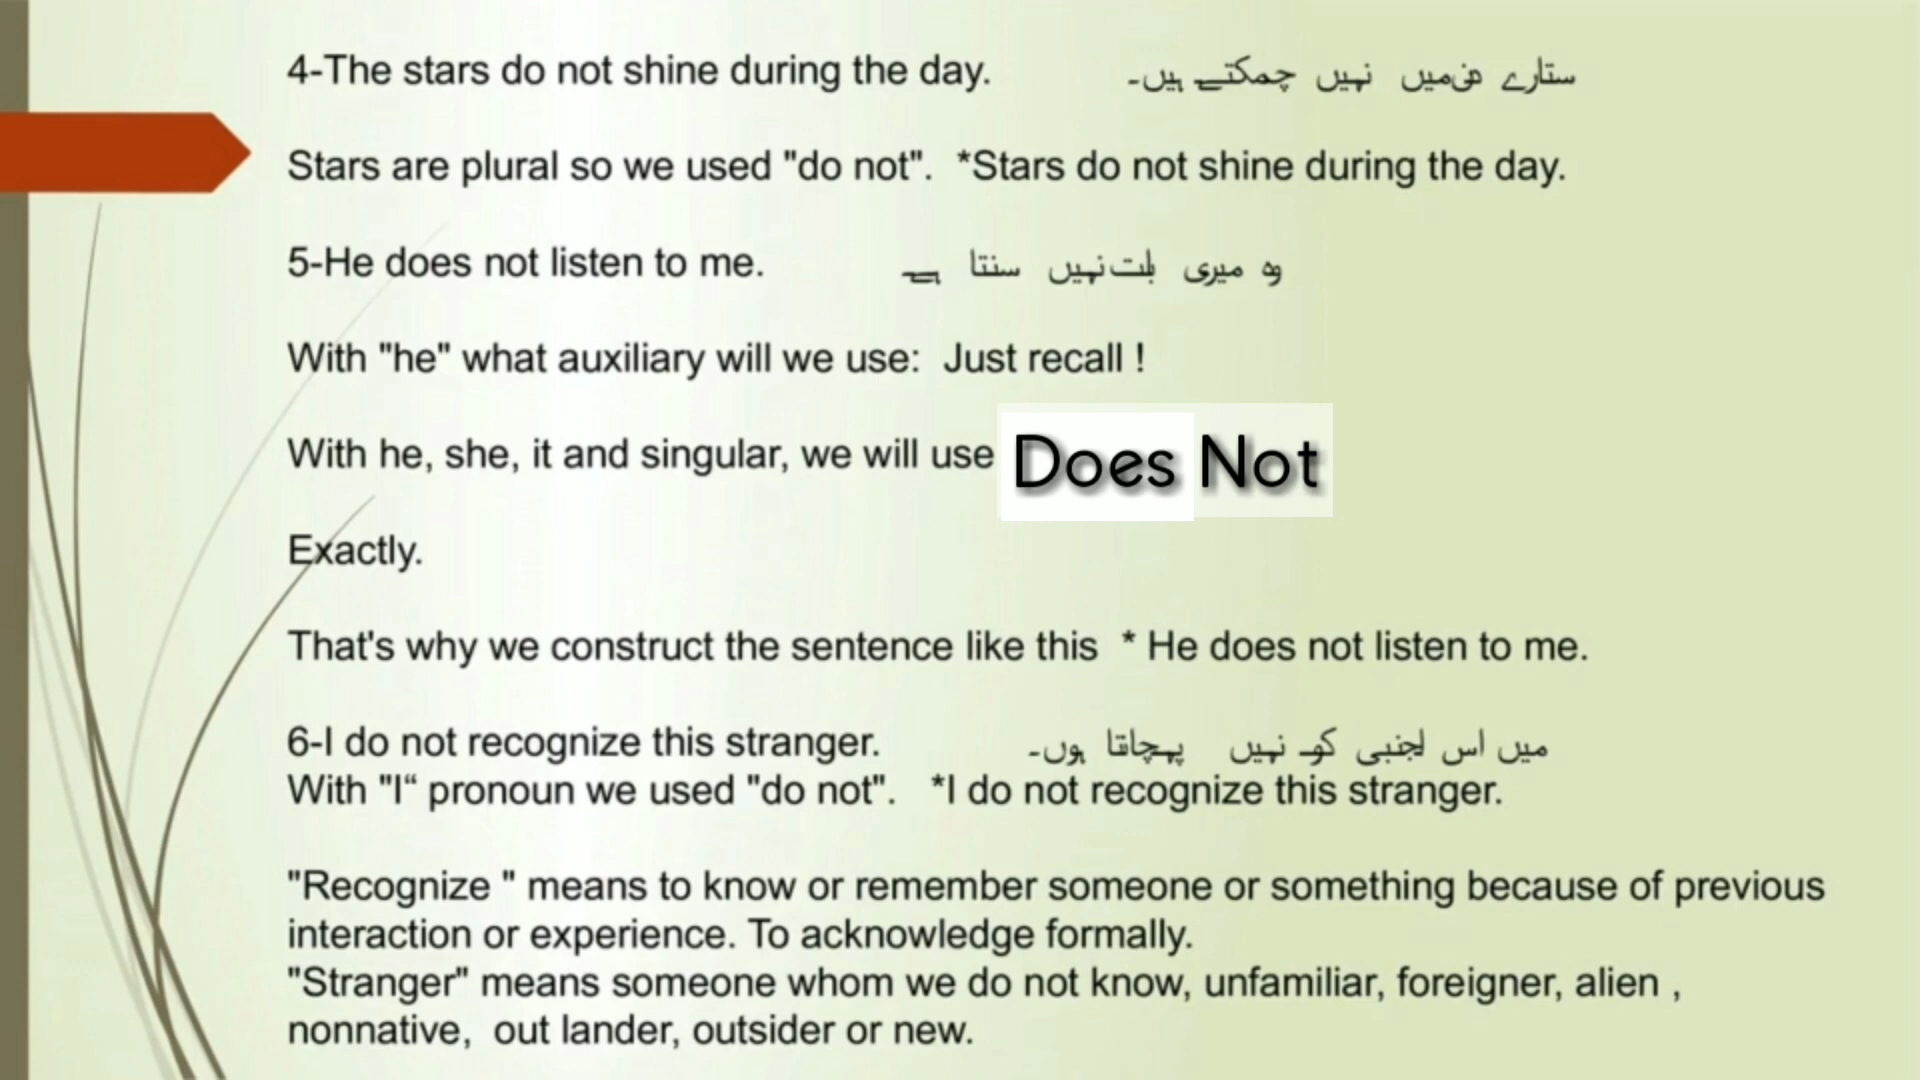 4-The stars do not shine during the day. ستارے دن میں نہیں چمکتے ہیں۔
Stars are plural so we used "do not". *Stars do not shine during the day.
5-He does not listen to me. وہ میری بات نہیں سنتا ہے
With "he" what auxiliary will we use: Just recall !
With he, she, it and singular, we will use Does Not
Exactly.
That's why we construct the sentence like this * He does not listen to me.
6-I do not recognize this stranger. میں اس اجنبی کو نہیں پہچانتا ہوں۔
With "I“ pronoun we used "do not". *I do not recognize this stranger.
"Recognize " means to know or remember someone or something because of previous
interaction or experience. To acknowledge formally.
"Stranger" means someone whom we do not know, unfamiliar, foreigner, alien ,
nonnative, out lander, outsider or new.